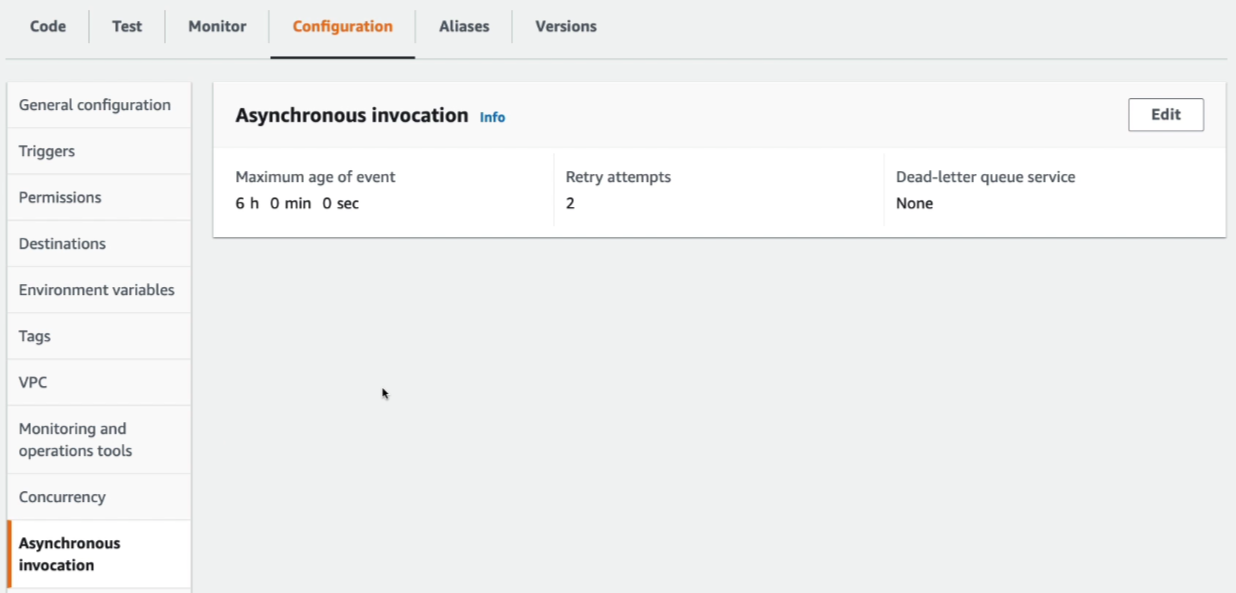 Code Test Monitor Configuration Aliases Versions
General configuration
Triggers
Permissions
Destinations
Environment variables
Tags
VPC
Monitoring and
operations tools
Concurrency
Asynchronous
invocation
Asynchronous invocation Info
Edit
Maximum age of event
6 h 0 min 0 sec
Retry attempts
2
Dead-letter queue service
None